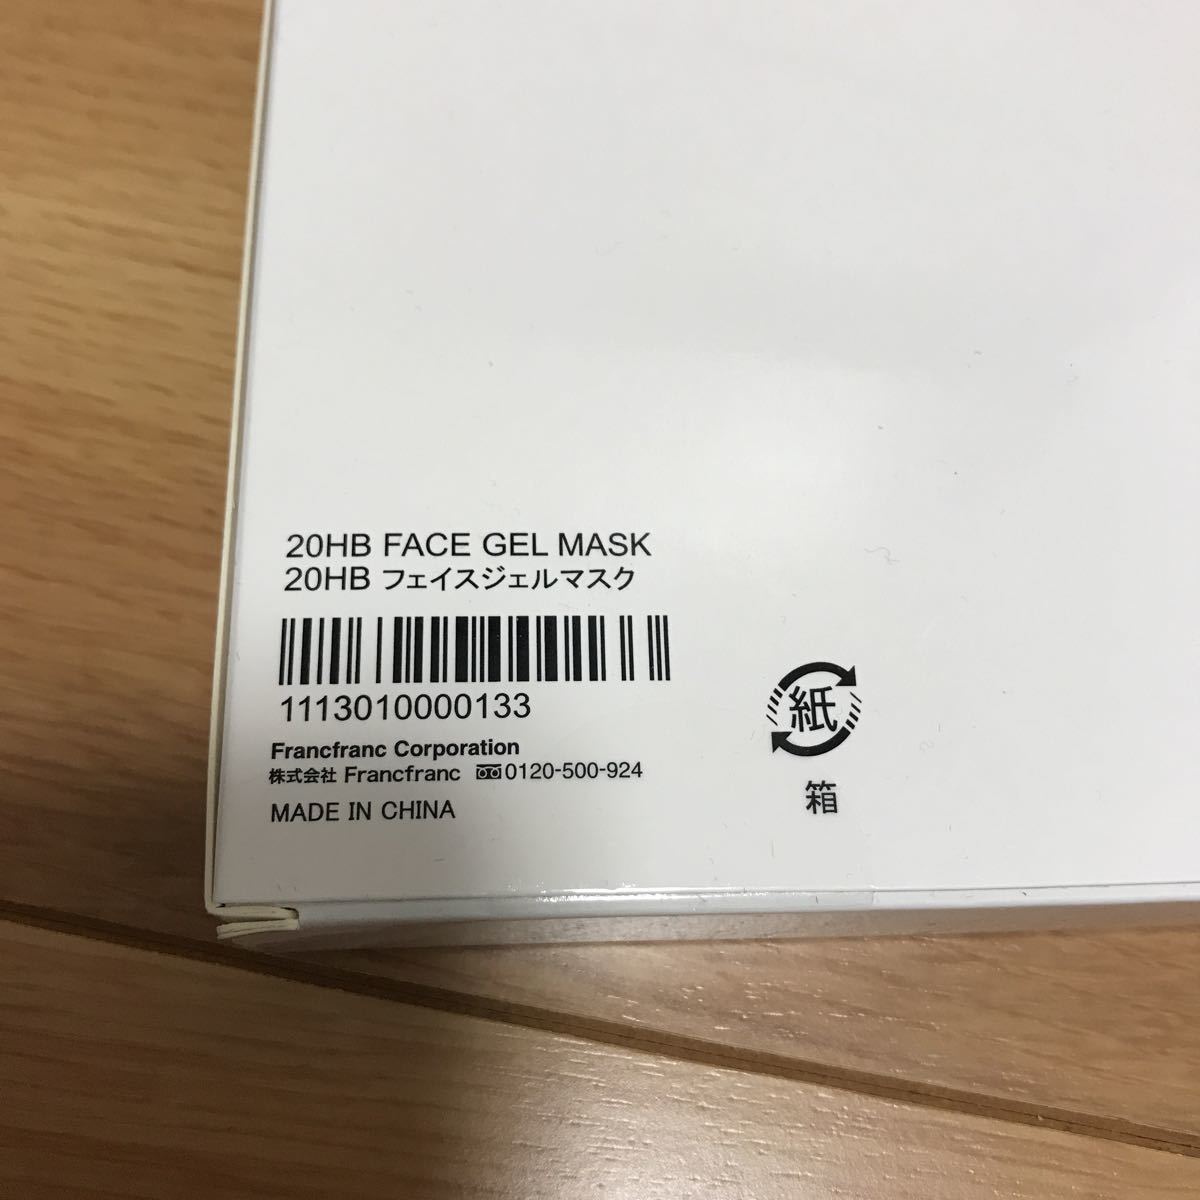 20HB FACE GEL MASK
20HB フェイスジェルマスク
1113010000133
Francfranc Corporation
株式会社 Francfranc 0120-500-924
MADE IN CHINA
紙
箱